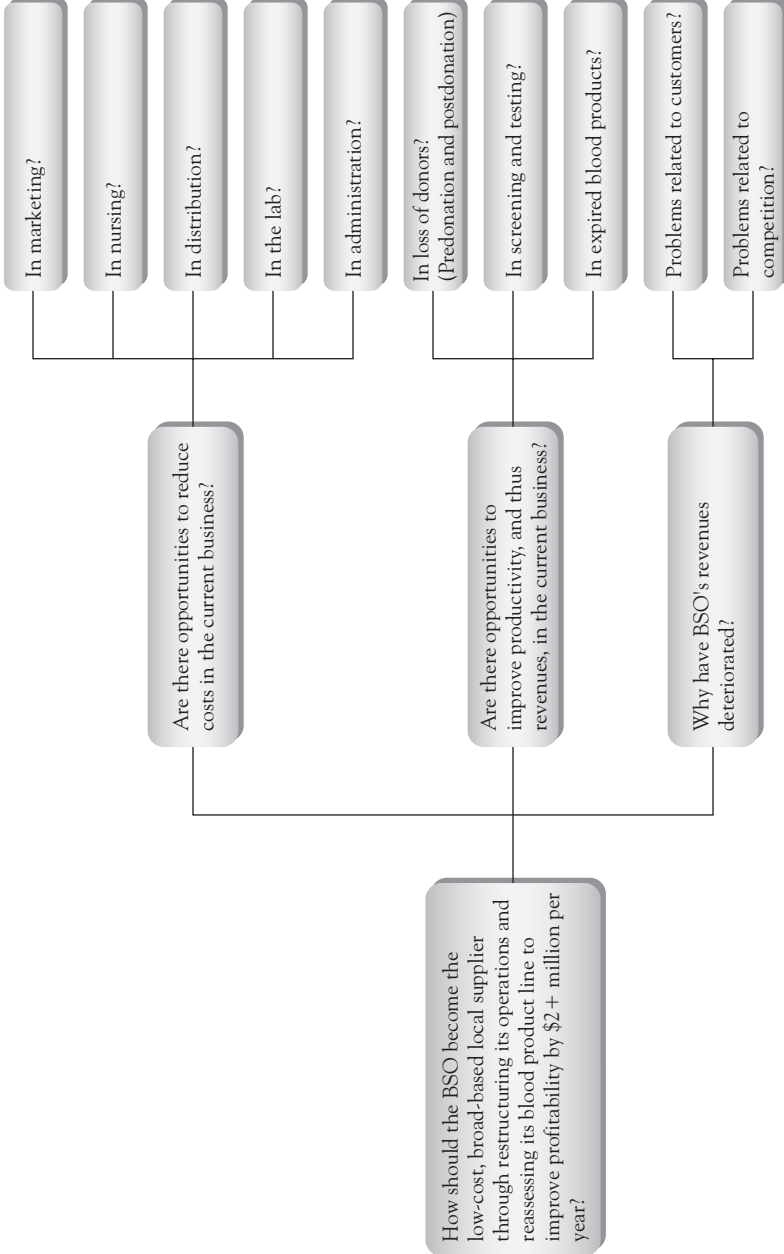 How should the BSO become the
low-cost, broad-based local supplier
through restructuring its operations and
reassessing its blood product line to
improve profitability by $2+ million per
year?
Are there opportunities to reduce
costs in the current business?
In marketing?
In nursing?
In distribution?
In the lab?
In administration?
Are there opportunities to
improve productivity, and thus
revenues, in the current business?
In loss of donors?
(Predonation and postdonation)
In screening and testing?
In expired blood products?
Why have BSO's revenues
deteriorated?
Problems related to customers?
Problems related to
competition?